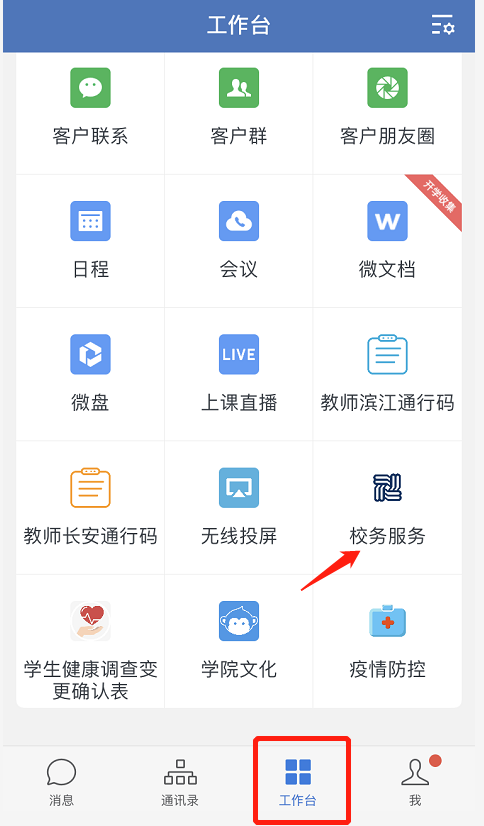 工作台
客户联系
客户群
客户朋友圈
开学收集
日程
会议
W
微文档
微盘
LIVE
上课直播
教师滨江通行码
教师长安通行码
无线投屏
校务服务
学生健康调查变
更确认表
学院文化
疫情防控
消息
通讯录
工作台
我